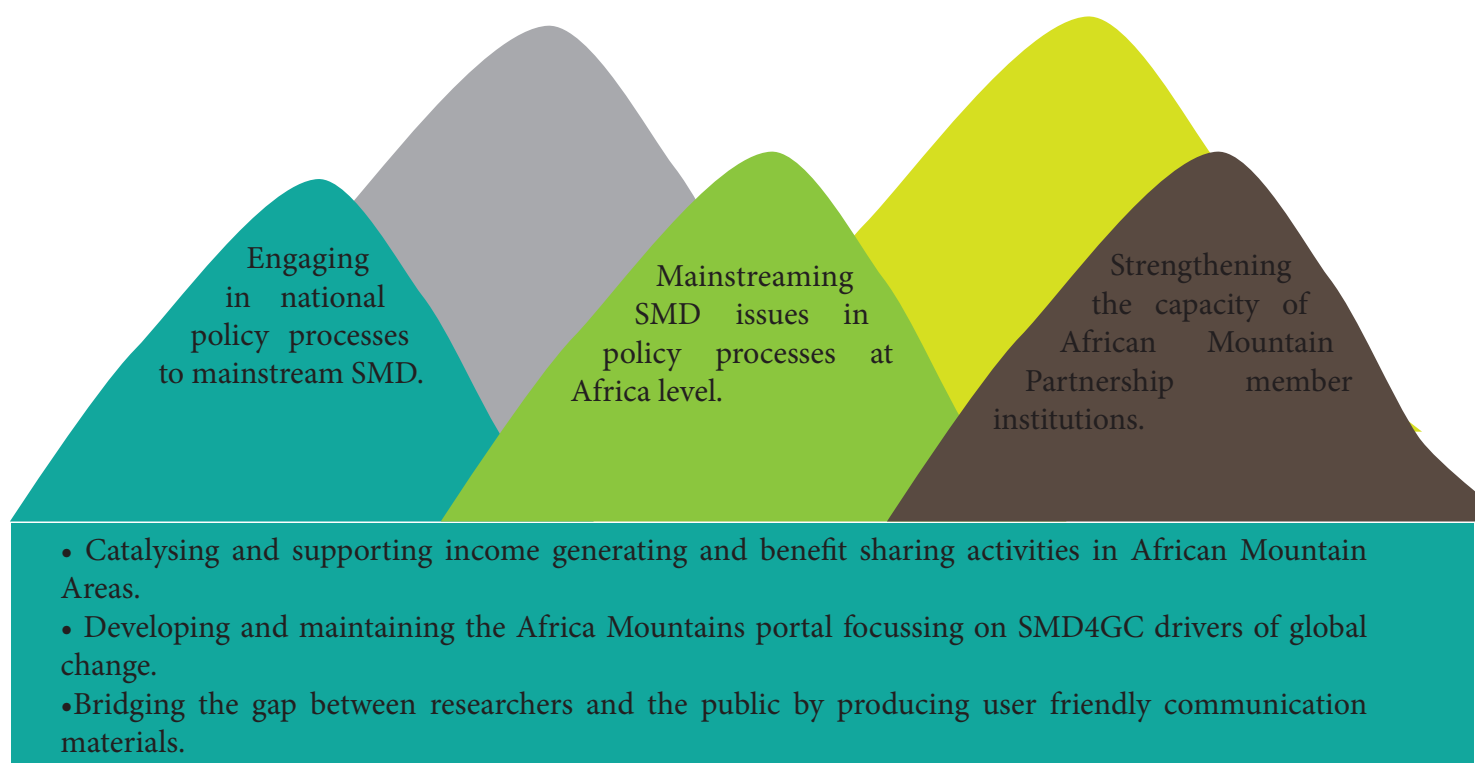 Engaging
in national
policy processes
to mainstream SMD.
Mainstreaming
SMD issues in
policy processes at
Africa level.
Strengthening
the capacity of
African Mountain
Partnership member
institutions.
• Catalysing and supporting income generating and benefit sharing activities in African Mountain
Areas.
• Developing and maintaining the Africa Mountains portal focussing on SMD4GC drivers of global
change.
•Bridging the gap between researchers and the public by producing user friendly communication
materials.